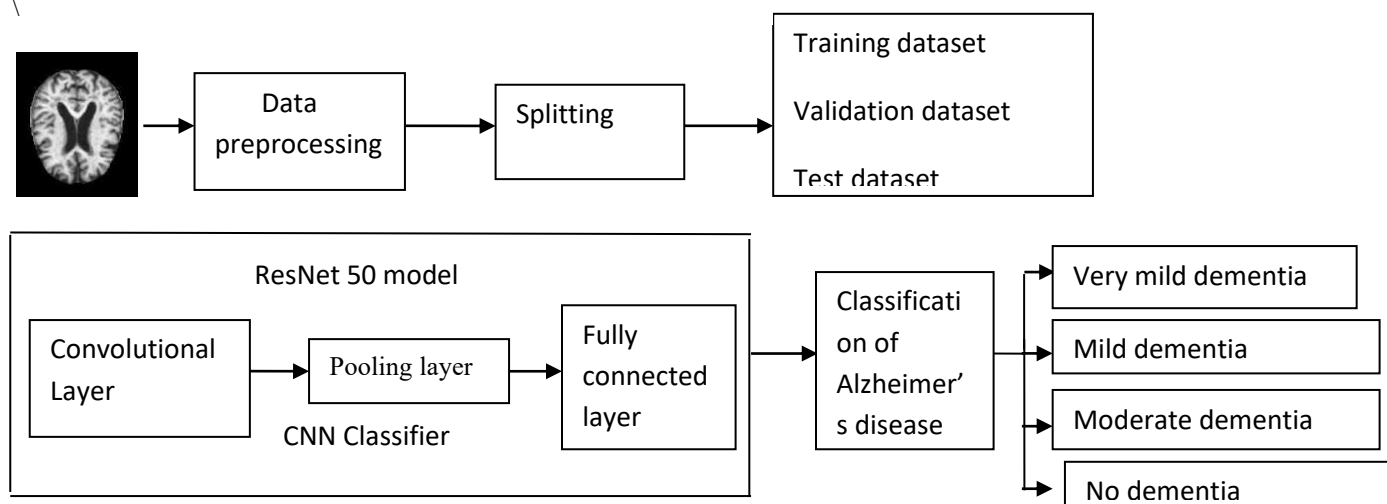 \
Data
preprocessing
Splitting
Training dataset
Validation dataset
Test dataset
ResNet 50 model
Convolutional
Layer
Pooling layer
Fully
connected
layer
CNN Classifier
Classificati
on of
Alzheimer’
s disease
Very mild dementia
Mild dementia
Moderate dementia
No dementia